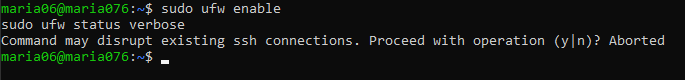 maria06@maria076:~$ sudo ufw enable
sudo ufw status verbose
Command may disrupt existing ssh connections. Proceed with operation (y|n)? Aborted
maria06@maria076:~$